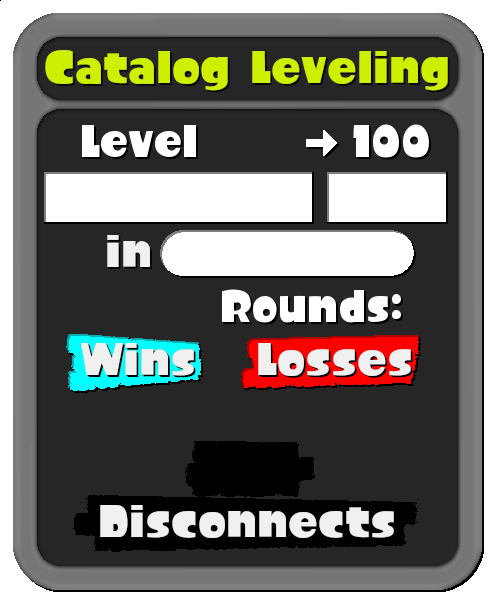 Catalog Leveling
Level → 100
in
Rounds:
Wins Losses
Disconnects